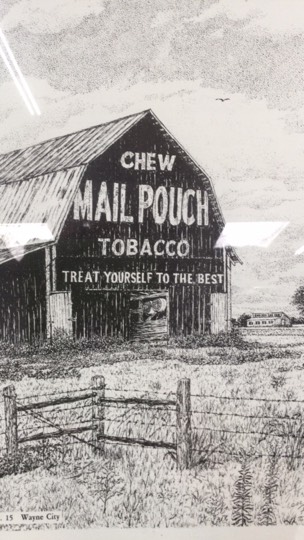 CHEW
MAIL POUCH
TOBACCO
TREAT YOURSELF TO THE BEST
. 15 Wayne City